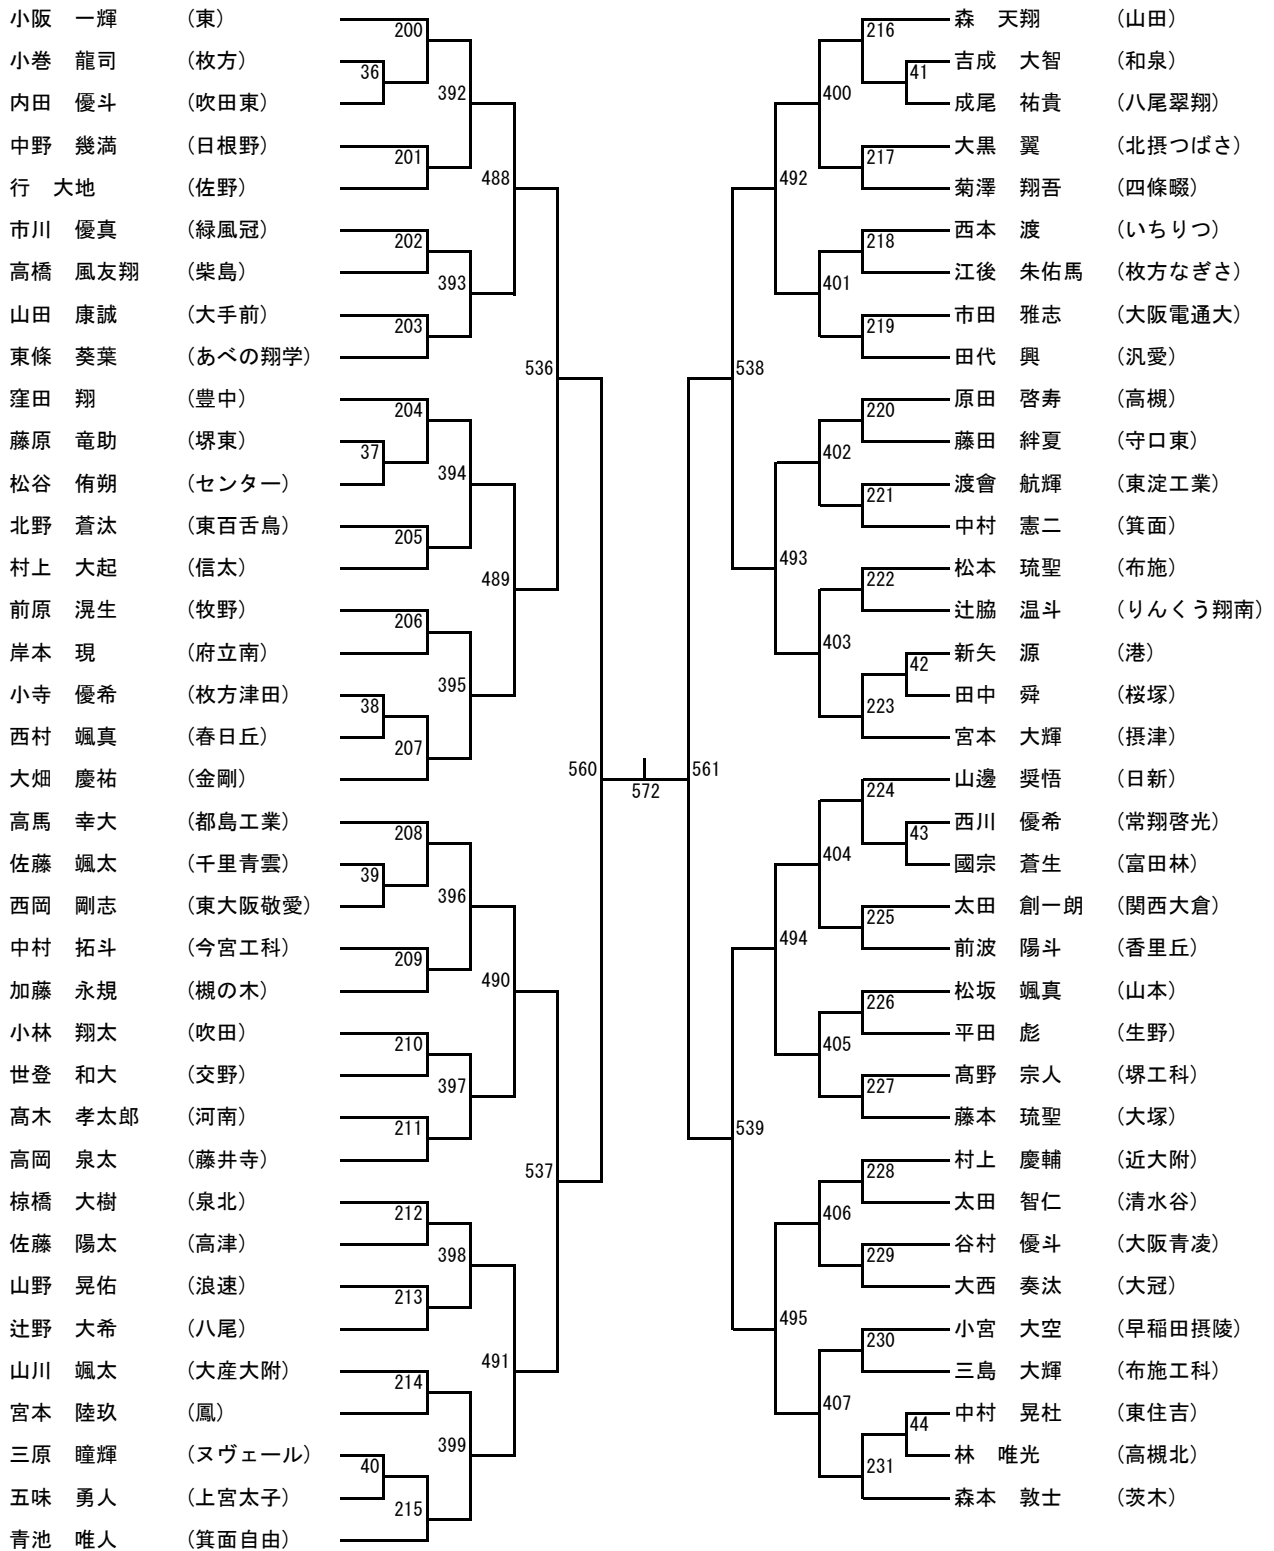 小阪　一輝　（東）
小巻　龍司　（枚方）
内田　優斗　（吹田東）
中野　幾満　（日根野）
行　大地　（佐野）
市川　優真　（緑風冠）
高橋　風友翔　（柴島）
山田　康誠　（大手前）
東條　葵葉　（あべの翔学）
窪田　翔　（豊中）
藤原　竜助　（堺東）
松谷　侑朔　（センター）
北野　蒼汰　（東百舌鳥）
村上　大起　（信太）
前原　滉生　（牧野）
岸本　現　（府立南）
小寺　優希　（枚方津田）
西村　颯真　（春日丘）
大畑　慶祐　（金剛）
高馬　幸大　（都島工業）
佐藤　颯太　（千里青雲）
西岡　剛志　（東大阪敬愛）
中村　拓斗　（今宮工科）
加藤　永規　（槻の木）
小林　翔太　（吹田）
世登　和大　（交野）
髙木　孝太郎　（河南）
高岡　泉太　（藤井寺）
椋橋　大樹　（泉北）
佐藤　陽太　（高津）
山野　晃佑　（浪速）
辻野　大希　（八尾）
山川　颯太　（大産大附）
宮本　陸玖　（鳳）
三原　瞳輝　（ヌヴェール）
五味　勇人　（上宮太子）
青池　唯人　（箕面自由）
36
37
38
39
40
200
201
202
203
204
205
206
207
208
209
210
211
212
213
214
215
392
393
394
395
396
397
398
399
488
489
490
491
536
537
560
572
561
538
539
492
493
494
495
400
401
402
403
404
405
406
407
216
217
218
219
220
221
222
223
224
225
226
227
228
229
230
231
41
42
43
44
森　天翔　（山田）
吉成　大智　（和泉）
成尾　祐貴　（八尾翠翔）
大黒　翼　（北摂つばさ）
菊澤　翔吾　（四條畷）
西本　渡　（いちりつ）
江後　朱佑馬　（枚方なぎさ）
市田　雅志　（大阪電通大）
田代　興　（汎愛）
原田　啓寿　（高槻）
藤田　絆夏　（守口東）
渡會　航輝　（東淀工業）
中村　憲二　（箕面）
松本　琉聖　（布施）
辻脇　温斗　（りんくう翔南）
新矢　源　（港）
田中　舜　（桜塚）
宮本　大輝　（摂津）
山邊　奨悟　（日新）
西川　優希　（常翔啓光）
國宗　蒼生　（富田林）
太田　創一朗　（関西大倉）
前波　陽斗　（香里丘）
松坂　颯真　（山本）
平田　彪　（生野）
髙野　宗人　（堺工科）
藤本　琉聖　（大塚）
村上　慶輔　（近大附）
太田　智仁　（清水谷）
谷村　優斗　（大阪青凌）
大西　奏汰　（大冠）
小宮　大空　（早稲田摂陵）
三島　大輝　（布施工科）
中村　晃杜　（東住吉）
林　唯光　（高槻北）
森本　敦士　（茨木）